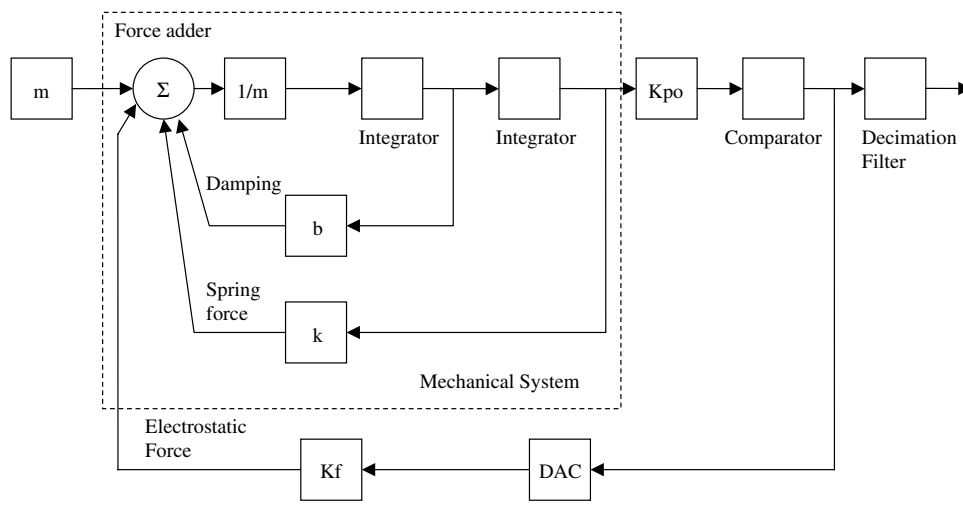 Force adder
m
Σ
1/m
Kpo
Integrator
Integrator
Comparator
Decimation
Filter
Damping
b
Spring
force
k
Mechanical System
Electrostatic
Force
Kf
DAC